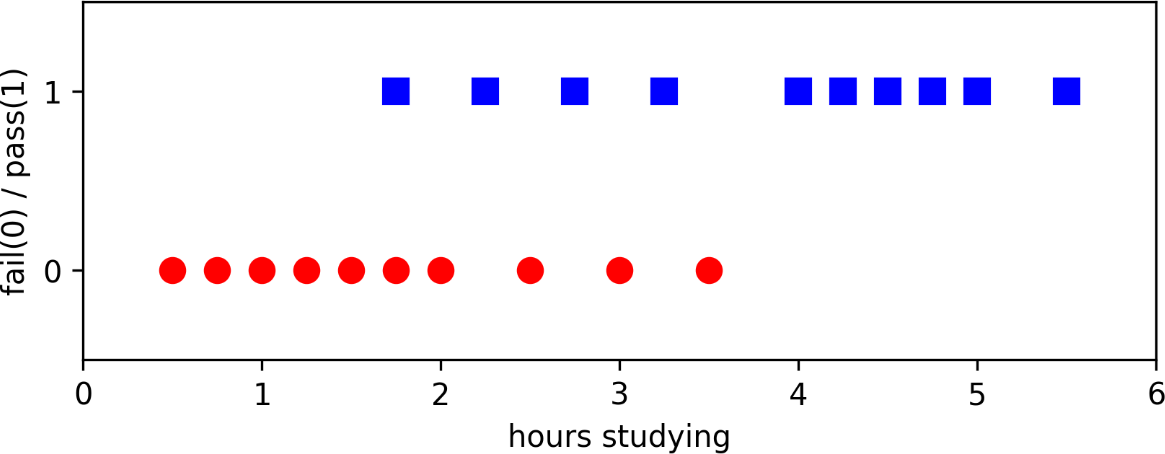 fail(0) / pass(1)
1
0
0 1 2 3 4 5 6
hours studying